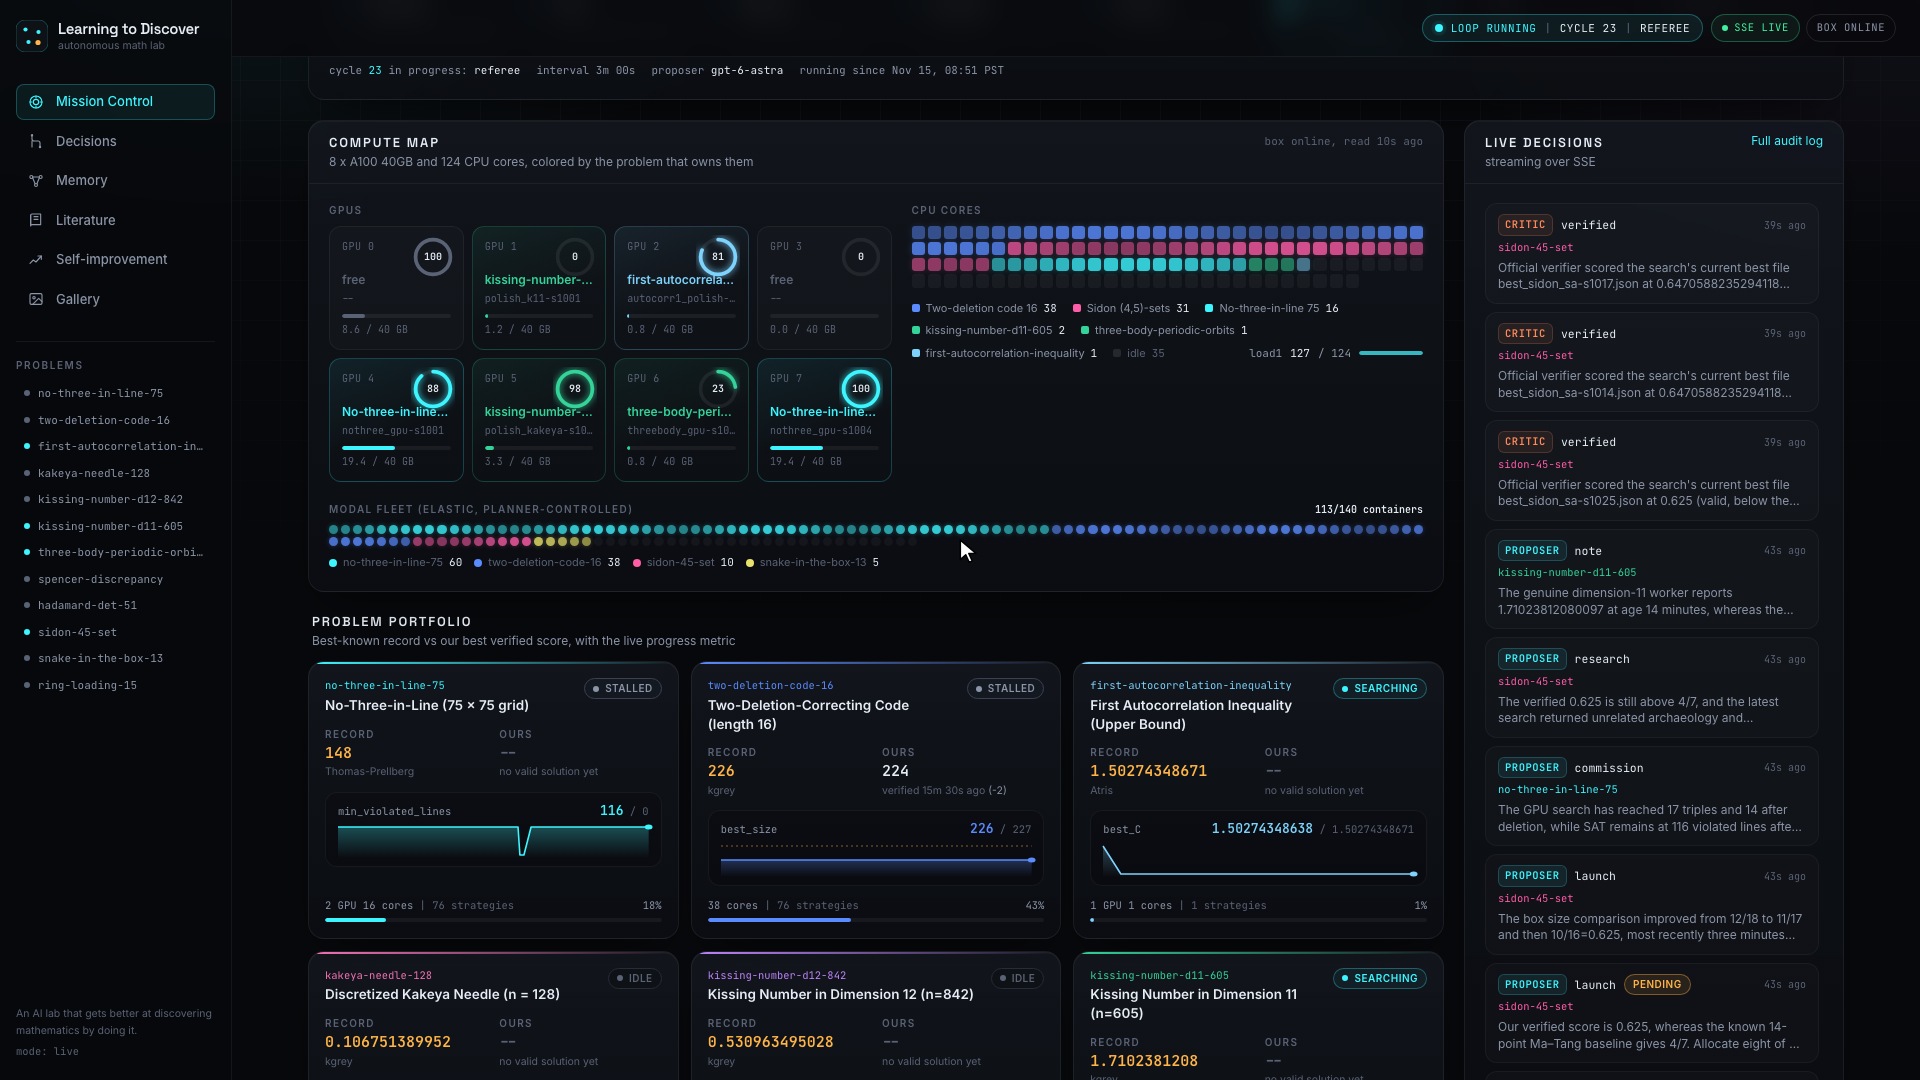 Learning to Discover
autonomous math lab
Mission Control
Decisions
Memory
Literature
Self-improvement
Gallery
PROBLEMS
no-three-in-line-75
two-deletion-code-16
first-autocorrelation-in…
kakeya-needle-128
kissing-number-d12-842
kissing-number-d11-605
three-body-periodic-orbi…
spencer-discrepancy
hadamard-det-51
sidon-45-set
snake-in-the-box-13
ring-loading-15
An AI lab that gets better at discovering
mathematics by doing it.
mode: live
LOOP RUNNING | CYCLE 23 | REFEREE
SSE LIVE
BOX ONLINE
cycle 23 in progress: referee interval 3m 00s proposer gpt-6-astra running since Nov 15, 08:51 PST
COMPUTE MAP
box online, read 10s ago
8 x A100 40GB and 124 CPU cores, colored by the problem that owns them
GPUS
GPU 0
100
free
--
8.6 / 40 GB
GPU 1
0
kissing-number-…
polish_k11-s1001
1.2 / 40 GB
GPU 2
81
first-autocorrela…
autocorr1_polish-…
0.8 / 40 GB
GPU 3
0
free
--
0.0 / 40 GB
GPU 4
88
No-three-in-line…
nothree_gpu-s1001
19.4 / 40 GB
GPU 5
98
kissing-number-…
polish_kakeya-s10…
3.3 / 40 GB
GPU 6
23
three-body-peri…
threebody_gpu-s10…
0.8 / 40 GB
GPU 7
100
No-three-in-line…
nothree_gpu-s1004
19.4 / 40 GB
CPU CORES
Two-deletion code 16 38 Sidon (4,5)-sets 31 No-three-in-line 75 16
kissing-number-d11-605 2 three-body-periodic-orbits 1
first-autocorrelation-inequality 1 idle 35 load1 127 / 124
MODAL FLEET (ELASTIC, PLANNER-CONTROLLED)
113/140 containers
no-three-in-line-75 60 two-deletion-code-16 38 sidon-45-set 10 snake-in-the-box-13 5
PROBLEM PORTFOLIO
Best-known record vs our best verified score, with the live progress metric
no-three-in-line-75
STALLED
No-Three-in-Line (75 × 75 grid)
RECORD
OURS
148
--
Thomas-Prellberg
no valid solution yet
min_violated_lines
116 / 0
2 GPU 16 cores | 76 strategies
18%
two-deletion-code-16
STALLED
Two-Deletion-Correcting Code
(length 16)
RECORD
OURS
226
224
kgrey
verified 15m 30s ago (-2)
best_size
226 / 227
38 cores | 76 strategies
43%
first-autocorrelation-inequality
SEARCHING
First Autocorrelation Inequality
(Upper Bound)
RECORD
OURS
1.50274348671
--
Atris
no valid solution yet
best_C
1.50274348638 / 1.50274348671
1 GPU 1 cores | 1 strategies
1%
kakeya-needle-128
IDLE
Discretized Kakeya Needle (n = 128)
RECORD
OURS
0.106751389952
--
kgrey
no valid solution yet
kissing-number-d12-842
IDLE
Kissing Number in Dimension 12 (n=842)
RECORD
OURS
0.530963495028
--
kgrey
no valid solution yet
kissing-number-d11-605
SEARCHING
Kissing Number in Dimension 11
(n=605)
RECORD
OURS
1.7102381208
--
kgrey
no valid solution yet
LIVE DECISIONS
Full audit log
streaming over SSE
CRITIC verified 39s ago
sidon-45-set
Official verifier scored the search's current best file
best_sidon_sa-s1017.json at 0.6470588235294118…
CRITIC verified 39s ago
sidon-45-set
Official verifier scored the search's current best file
best_sidon_sa-s1014.json at 0.6470588235294118…
CRITIC verified 39s ago
sidon-45-set
Official verifier scored the search's current best file
best_sidon_sa-s1025.json at 0.625 (valid, below the…
PROPOSER note 43s ago
kissing-number-d11-605
The genuine dimension-11 worker reports
1.71023812080097 at age 14 minutes, whereas the…
PROPOSER research 43s ago
sidon-45-set
The verified 0.625 is still above 4/7, and the latest
search returned unrelated archaeology and…
PROPOSER commission 43s ago
no-three-in-line-75
The GPU search has reached 17 triples and 14 after
deletion, while SAT remains at 116 violated lines afte…
PROPOSER launch 43s ago
sidon-45-set
The box size comparison improved from 12/18 to 11/17
and then 10/16=0.625, most recently three minutes…
PROPOSER launch PENDING 43s ago
sidon-45-set
Our verified score is 0.625, whereas the known 14-
point Ma–Tang baseline gives 4/7. Allocate eight of …